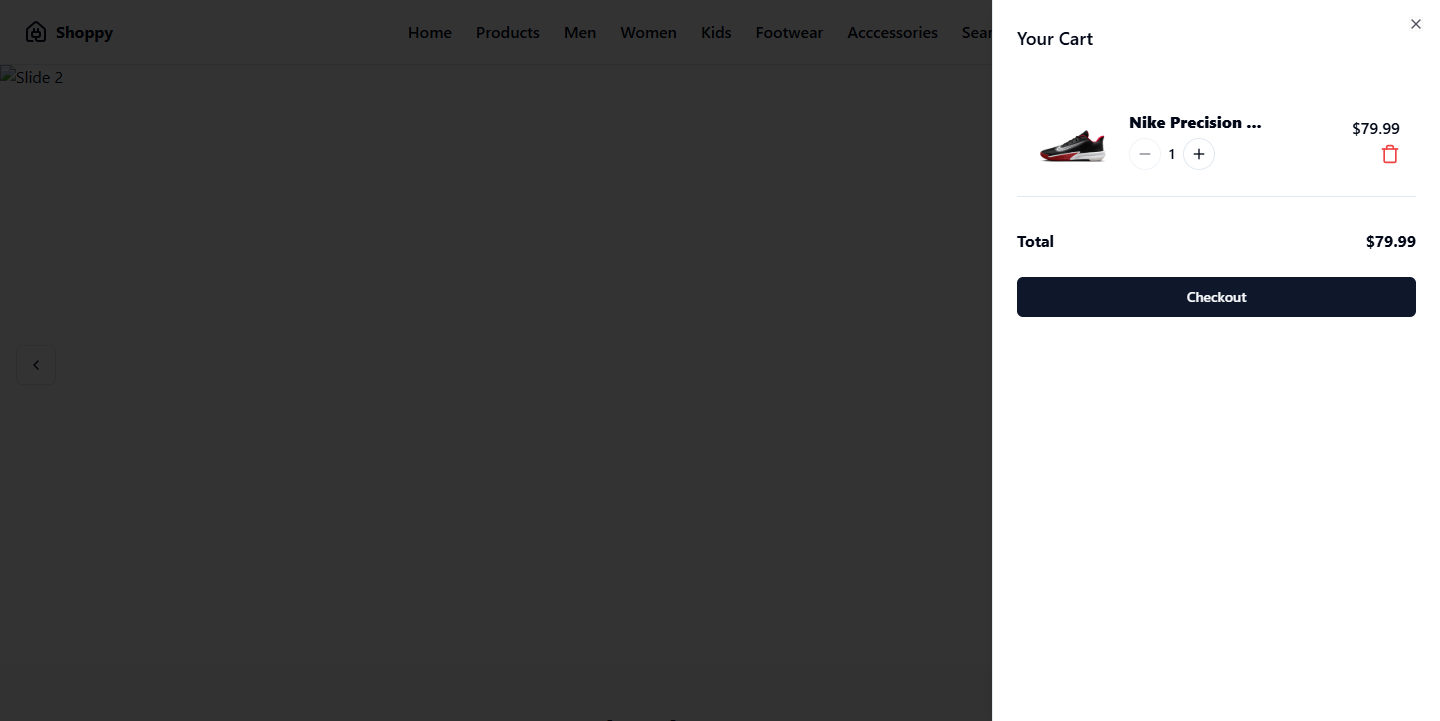 Shoppy
Home Products Men Women Kids Footwear Acccessories Sear
Slide 2
Your Cart
Nike Precision ...
$79.99
1
Total $79.99
Checkout